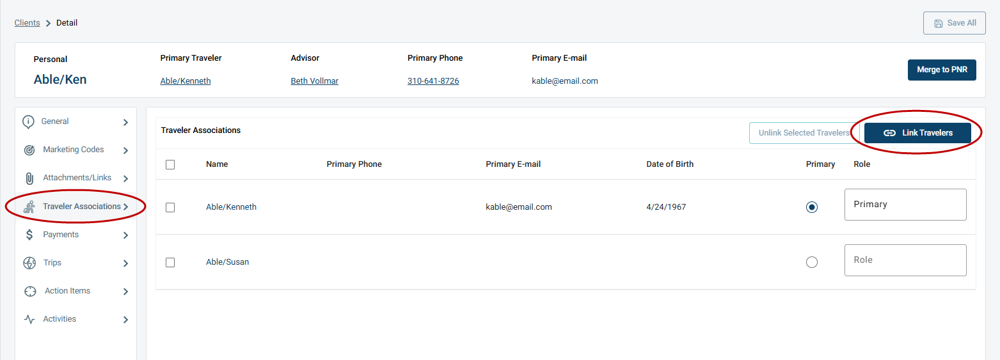 Clients > Detail
Save All
Personal
Primary Traveler
Advisor
Primary Phone
Primary E-mail
Able/Ken
Able/Kenneth
Beth Vollmar
310-641-8726
kable@email.com
Merge to PNR
General
Marketing Codes
Attachments/Links
Traveler Associations
Payments
Trips
Action Items
Activities
Traveler Associations
Unlink Selected Travelers
Link Travelers
Name Primary Phone Primary E-mail Date of Birth Primary Role
Able/Kenneth kable@email.com 4/24/1967 Primary
Able/Susan Role